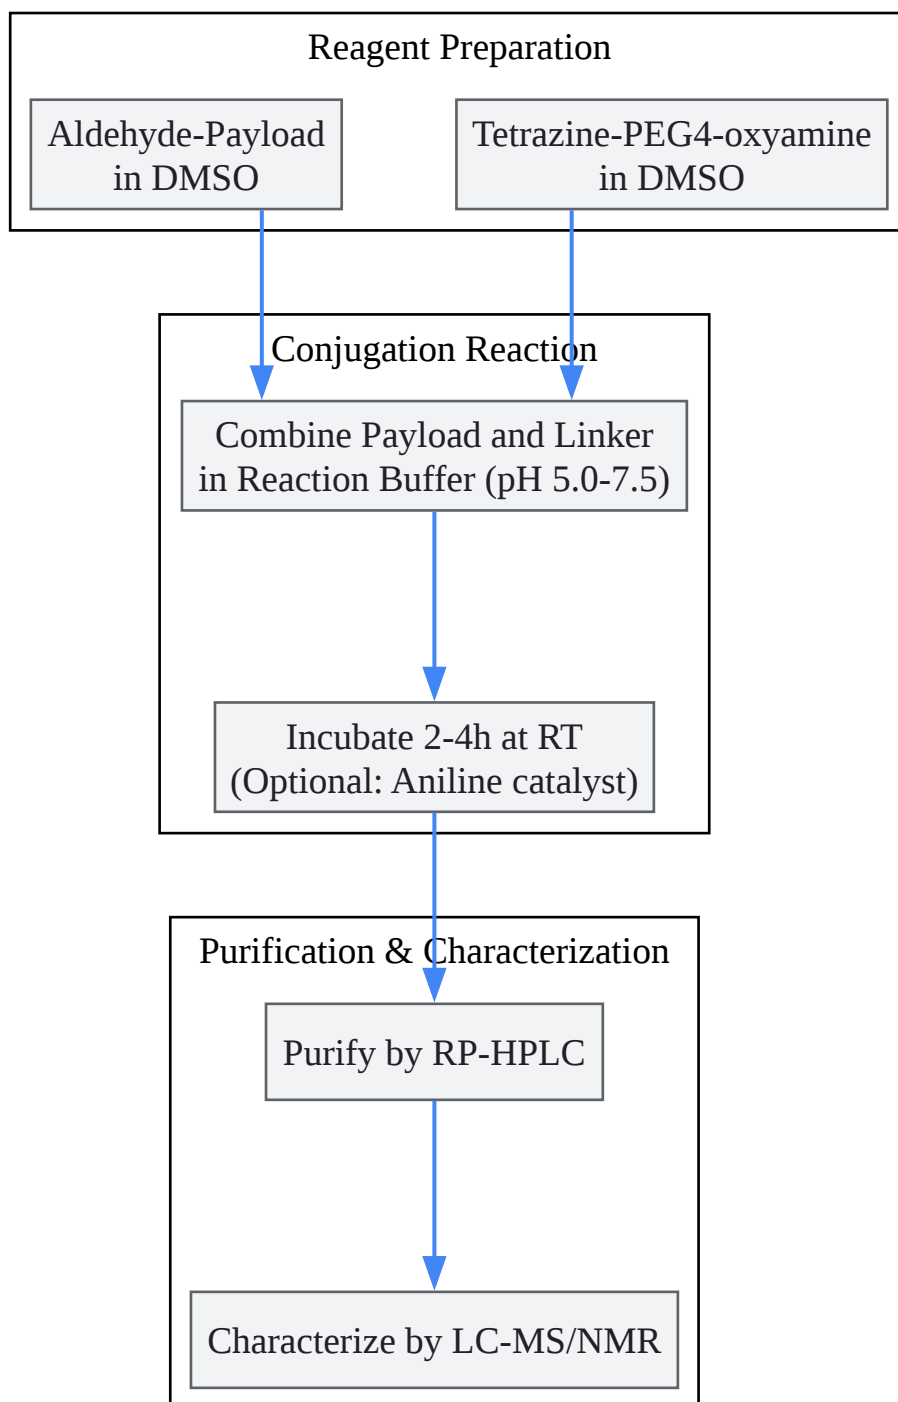 Reagent Preparation
Aldehyde-Payload
in DMSO
Tetrazine-PEG4-oxyamine
in DMSO
Conjugation Reaction
Combine Payload and Linker
in Reaction Buffer (pH 5.0-7.5)
Incubate 2-4h at RT
(Optional: Aniline catalyst)
Purification & Characterization
Purify by RP-HPLC
Characterize by LC-MS/NMR